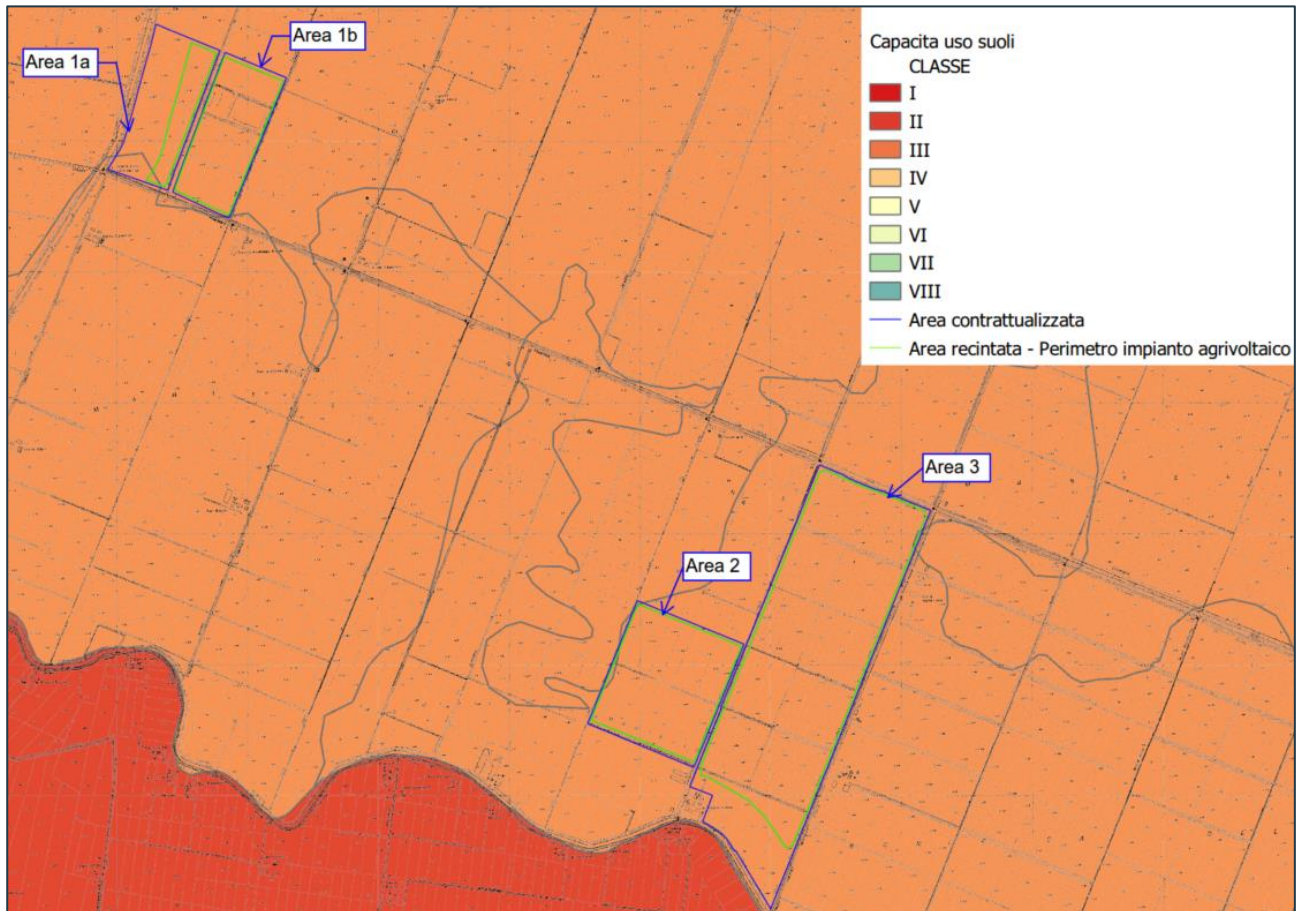 Area 1a
Area 1b
Capacita uso suoli
CLASSE
I
II
III
IV
V
VI
VII
VIII
Area contrattualizzata
Area recintata - Perimetro impianto agrivoltaico
Area 3
Area 2